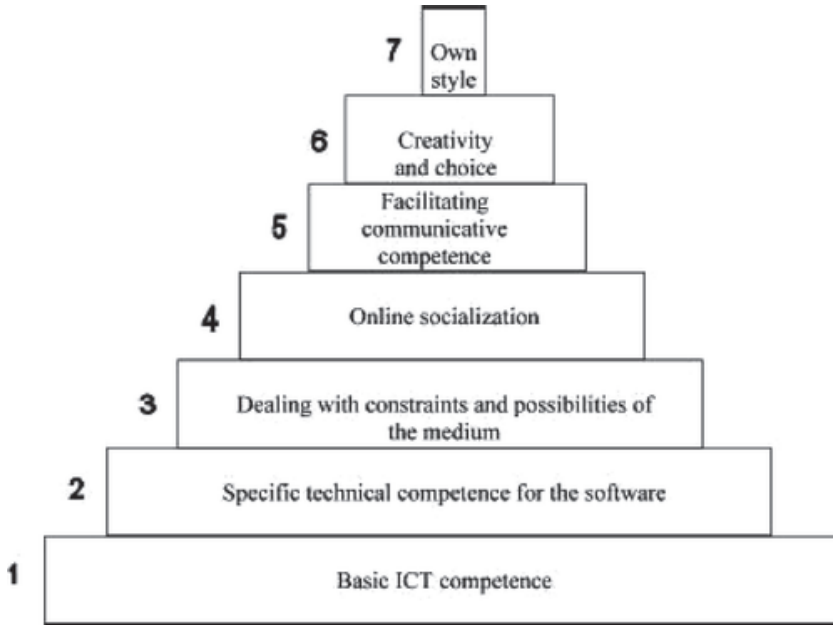 7
Own
style
6
Creativity
and choice
5
Facilitating
communicative
competence
4
Online socialization
3
Dealing with constraints and possibilities of
the medium
2
Specific technical competence for the software
1
Basic ICT competence